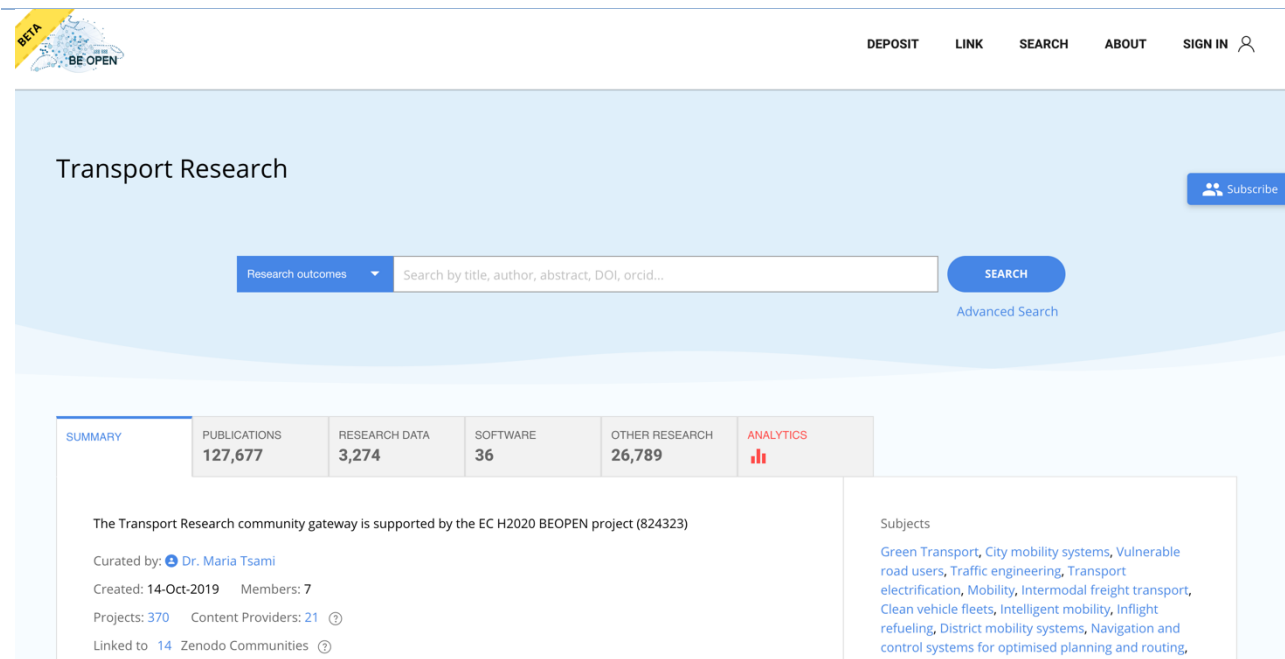 BETA
BE OPEN
DEPOSIT LINK SEARCH ABOUT SIGN IN
Transport Research
Subscribe
Research outcomes Search by title, author, abstract, DOI, orcid... SEARCH
Advanced Search
SUMMARY PUBLICATIONS RESEARCH DATA SOFTWARE OTHER RESEARCH ANALYTICS
127,677 3,274 36 26,789
The Transport Research community gateway is supported by the EC H2020 BEOPEN project (824323)
Curated by: Dr. Maria Tsami
Created: 14-Oct-2019 Members: 7
Projects: 370 Content Providers: 21 ?
Linked to 14 Zenodo Communities ?
Subjects
Green Transport, City mobility systems, Vulnerable
road users, Traffic engineering, Transport
electrification, Mobility, Intermodal freight transport,
Clean vehicle fleets, Intelligent mobility, Inflight
refueling, District mobility systems, Navigation and
control systems for optimised planning and routing,